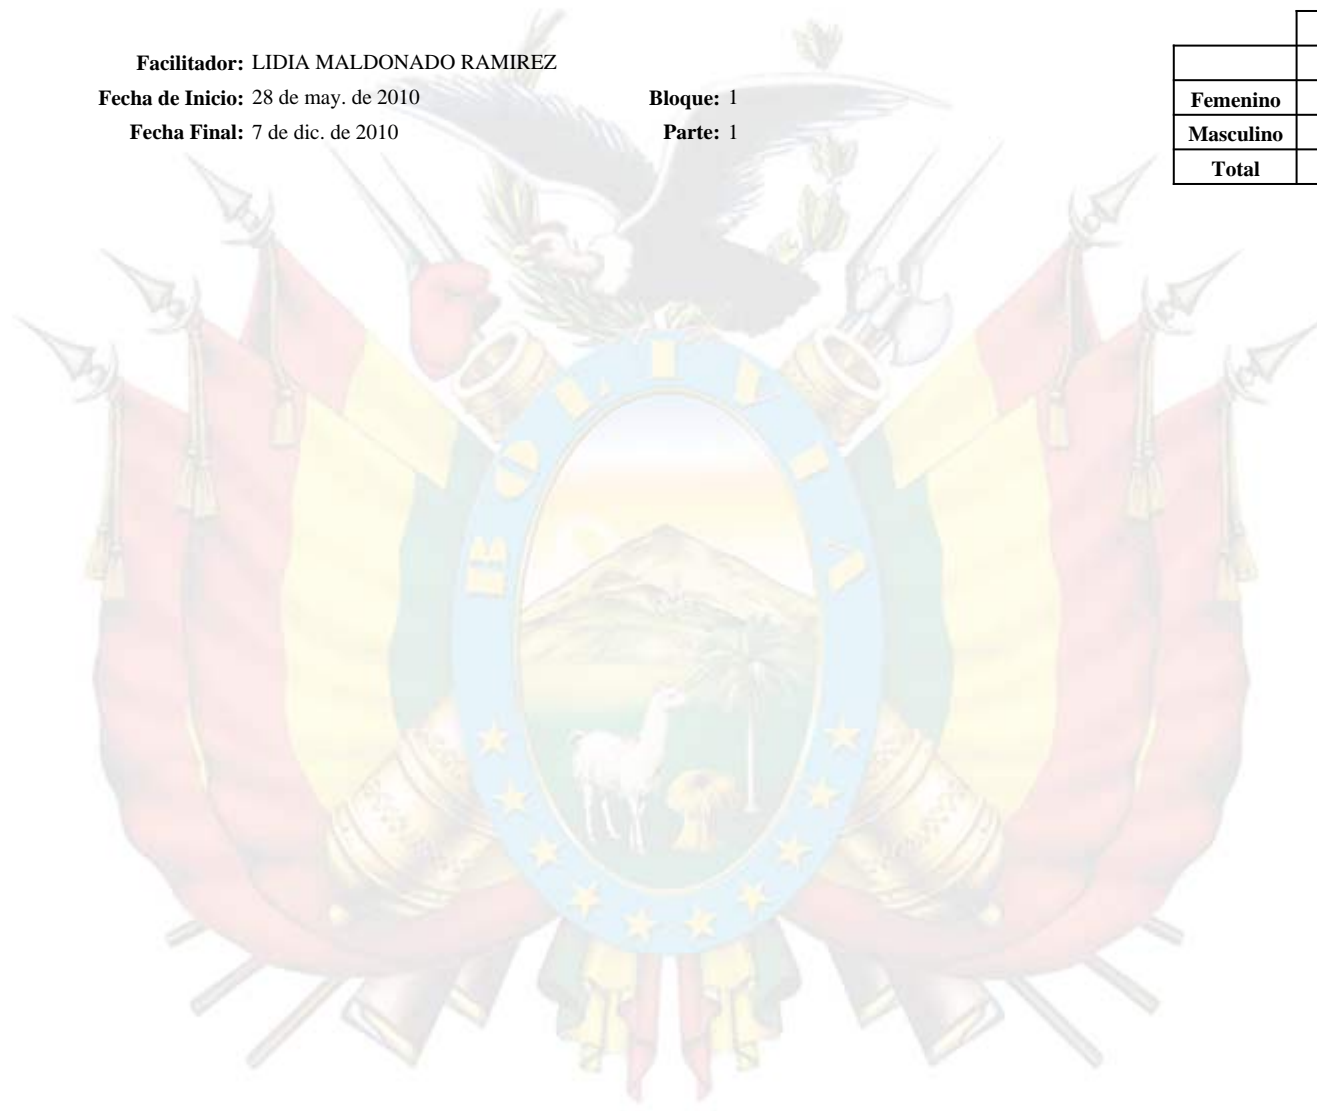 Facilitador: LIDIA MALDONADO RAMIREZ
Fecha de Inicio: 28 de may. de 2010 Bloque: 1
Fecha Final: 7 de dic. de 2010 Parte: 1
Femenino
Masculino
Total
BOLIVIA